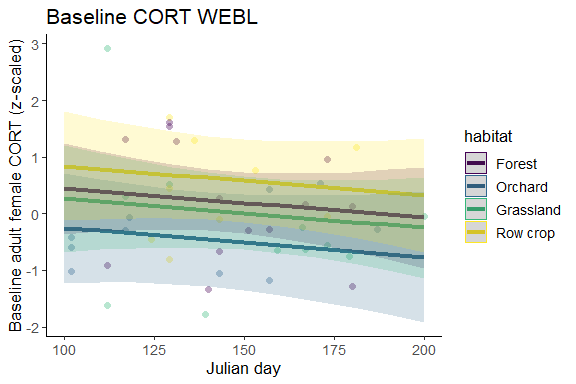 Baseline CORT WEBL
Baseline adult female CORT (z-scaled)
3
2
1
0
-1
-2
100
125
150
175
200
Julian day
habitat
Forest
Orchard
Grassland
Row crop